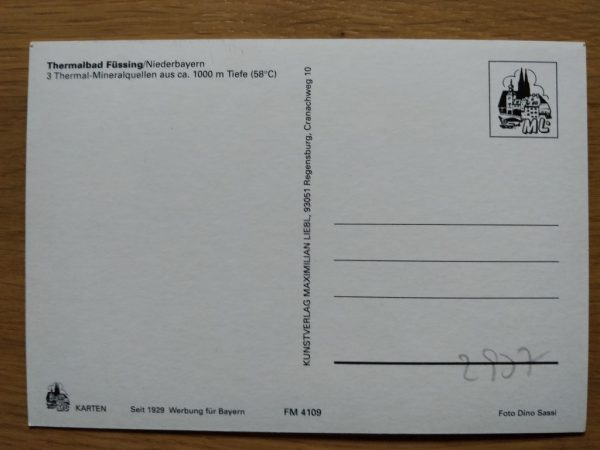 Thermalbad Füssing/Niederbayern
3 Thermal-Mineralquellen aus ca. 1000 m Tiefe (58°C)
KUNSTVERLAG MAXIMILIAN LIEBL, 93051 Regensburg, Cranachweg 10
ML
KARTEN
Seit 1929 Werbung für Bayern
FM 4109
Foto Dino Sassi